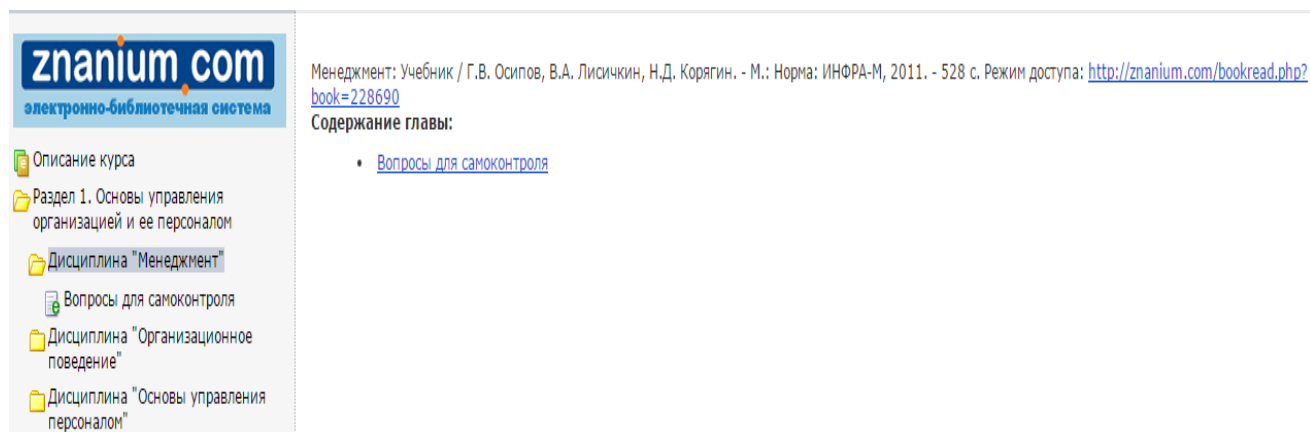 znanium.com
электронно-библиотечная система
Описание курса
Раздел 1. Основы управления
организацией и ее персоналом
Дисциплина "Менеджмент"
Вопросы для самоконтроля
Дисциплина "Организационное
поведение"
Дисциплина "Основы управления
персоналом"
Менеджмент: Учебник / Г.В. Осипов, В.А. Лисичкин, Н.Д. Корягин. - М.: Норма: ИНФРА-М, 2011. - 528 с. Режим доступа: http://znanium.com/bookread.php?
book=228690
Содержание главы:
• Вопросы для самоконтроля